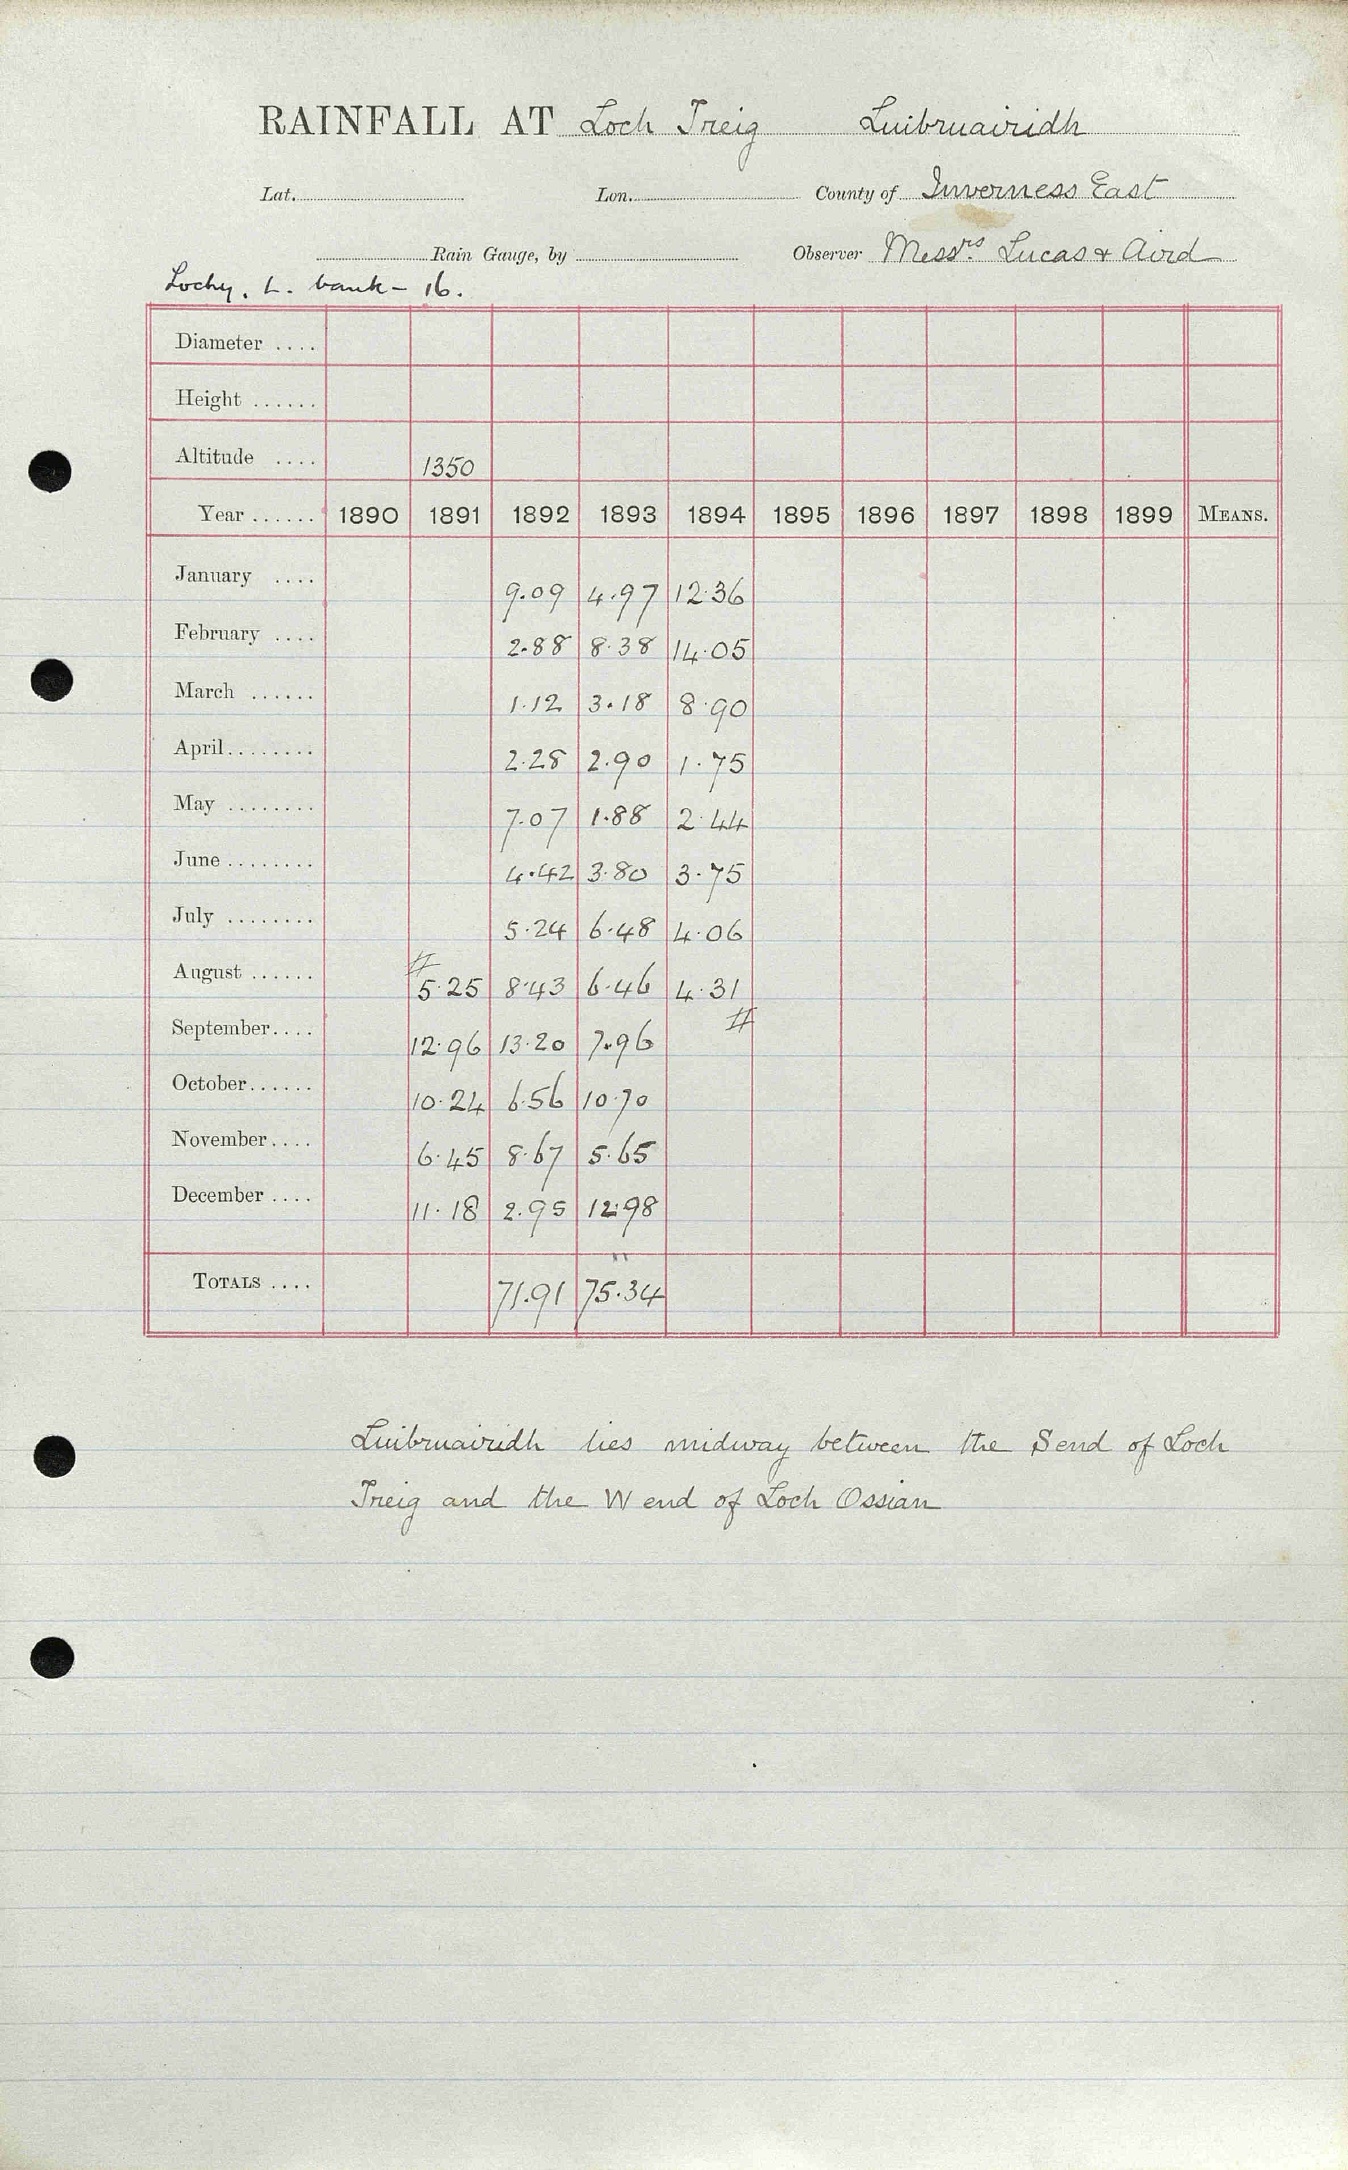 RAINFALL AT Loch Treig Luibruairidh
Lat. Lon. County of Inverness East
Rain Gauge, by Observer Messrs. Lucas & Aird
Lochy. L. bank - 16.
Diameter ....
Height ......
Altitude .... 1350
Year ...... 1890 1891 1892 1893 1894 1895 1896 1897 1898 1899 MEANS.
January .... 9.09 4.97 12.36
February .... 2.88 8.38 14.05
March ...... 1.12 3.18 8.90
April........ 2.28 2.90 1.75
May ........ 7.07 1.88 2.44
June ........ 4.42 3.80 3.75
July ........ 5.24 6.48 4.06
August ...... # 5.25 8.43 6.46 4.31
September.... 12.96 13.20 7.96 #
October...... 10.24 6.56 10.70
November.... 6.45 8.67 5.65
December .... 11.18 2.95 12.98
TOTALS .... 71.91 75.34
Luibruairidh lies midway between the S end of Loch
Treig and the W end of Loch Ossian